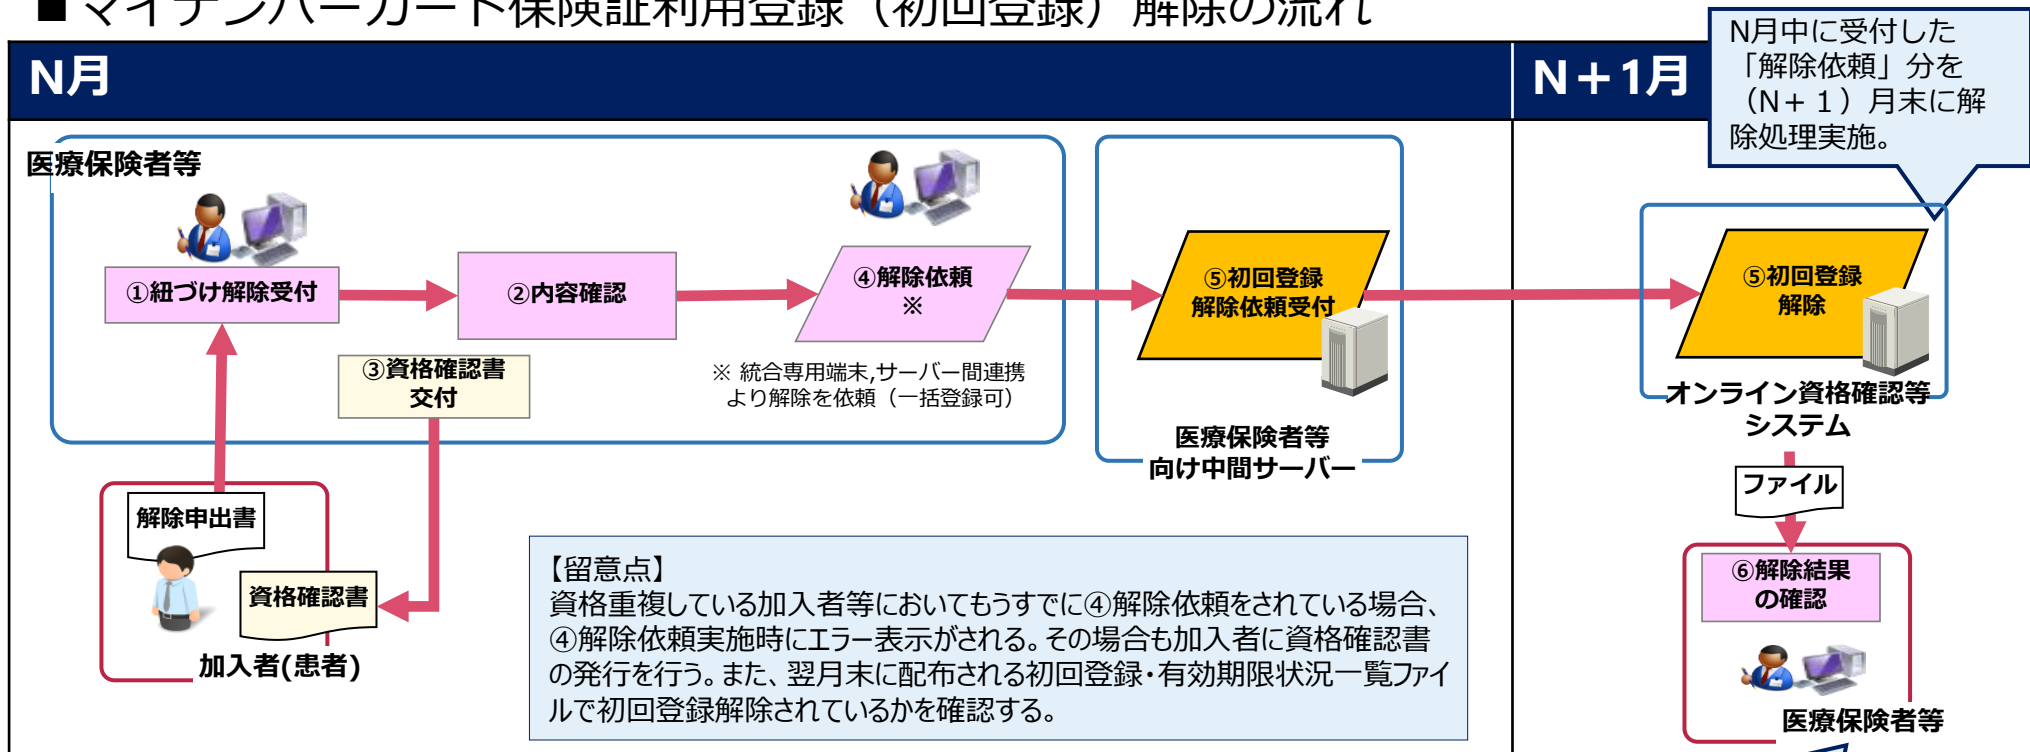 ■マイナンバーカード保険証利用登録（初回登録）解除の流れ
N月
N＋1月
N月中に受付した
「解除依頼」分を
（N＋１）月末に解
除処理実施。
医療保険者等
①紐づけ解除受付
②内容確認
④解除依頼
※
⑤初回登録
解除依頼受付
⑤初回登録
解除
③資格確認書
交付
※ 統合専用端末,サーバー間連携
より解除を依頼（一括登録可）
医療保険者等
向け中間サーバー
オンライン資格確認等
システム
ファイル
解除申出書
資格確認書
加入者(患者)
【留意点】
資格重複している加入者等においてもうすでに④解除依頼をされている場合、
④解除依頼実施時にエラー表示がされる。その場合も加入者に資格確認書
の発行を行う。また、翌月末に配布される初回登録・有効期限状況一覧ファイ
ルで初回登録解除されているかを確認する。
⑥解除結果
の確認
医療保険者等